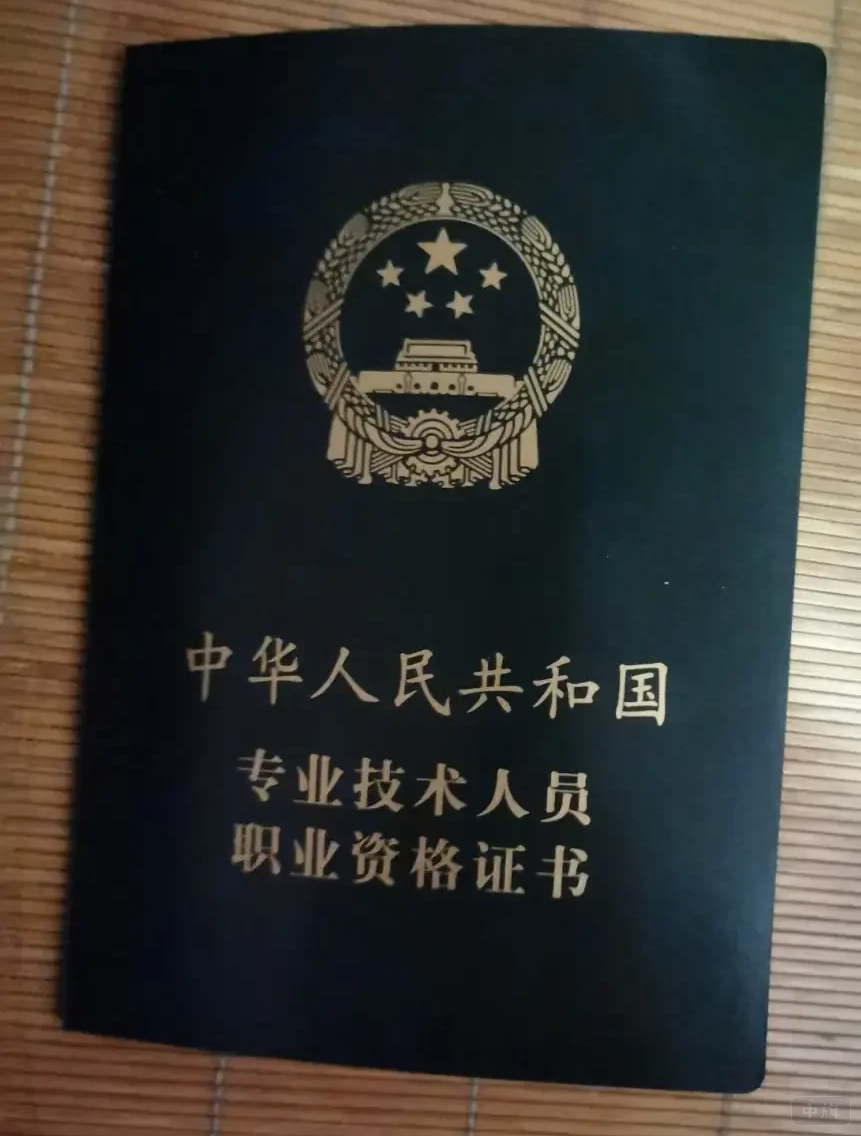 中华人民共和国
专业技术人员
职业资格证书